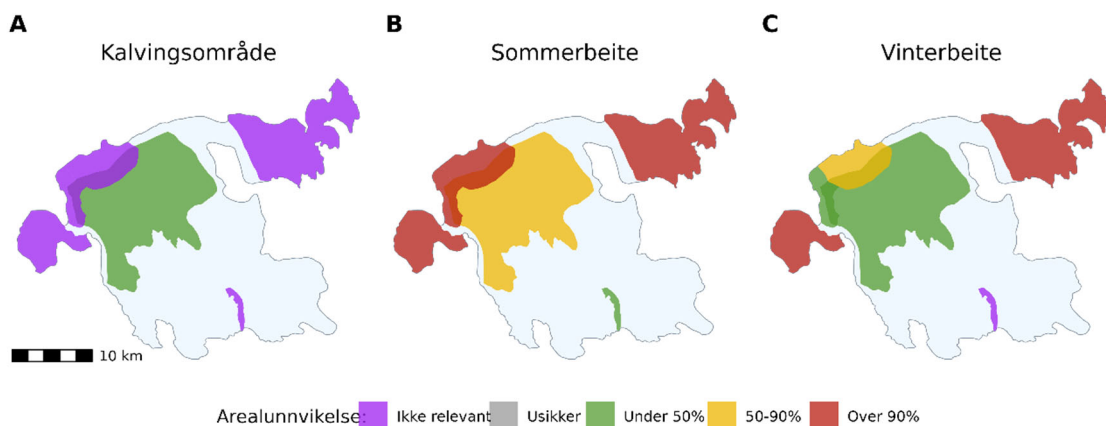 A
Kalvingsområde
B
Sommerbeite
C
Vinterbeite
10 km
Arealunnvikelse: Ikke relevant Usikker Under 50% 50-90% Over 90%